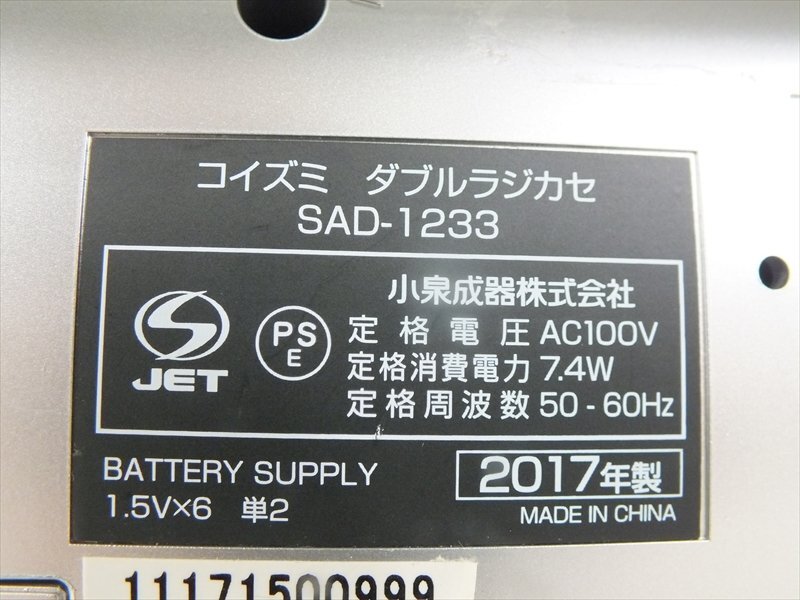 コイズミ ダブルラジカセ
SAD-1233
小泉成器株式会社
定格電圧 AC100V
定格消費電力 7.4W
定格周波数 50-60Hz
JET
PS
E
BATTERY SUPPLY
1.5V×6 単2
2017年製
MADE IN CHINA
11171500999